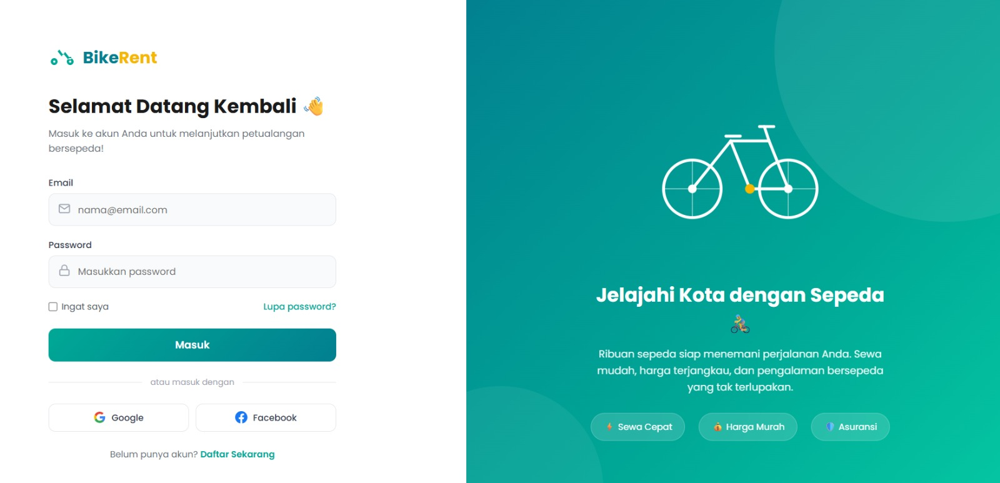 BikeRent
Selamat Datang Kembali 👋
Masuk ke akun Anda untuk melanjutkan petualangan
bersepeda!
Email
nama@email.com
Password
Masukkan password
Ingat saya
Lupa password?
Masuk
atau masuk dengan
Google
Facebook
Belum punya akun? Daftar Sekarang
Jelajahi Kota dengan Sepeda
🚴
Ribuan sepeda siap menemani perjalanan Anda. Sewa
mudah, harga terjangkau, dan pengalaman bersepeda
yang tak terlupakan.
⚡ Sewa Cepat
💰 Harga Murah
🛡️ Asuransi